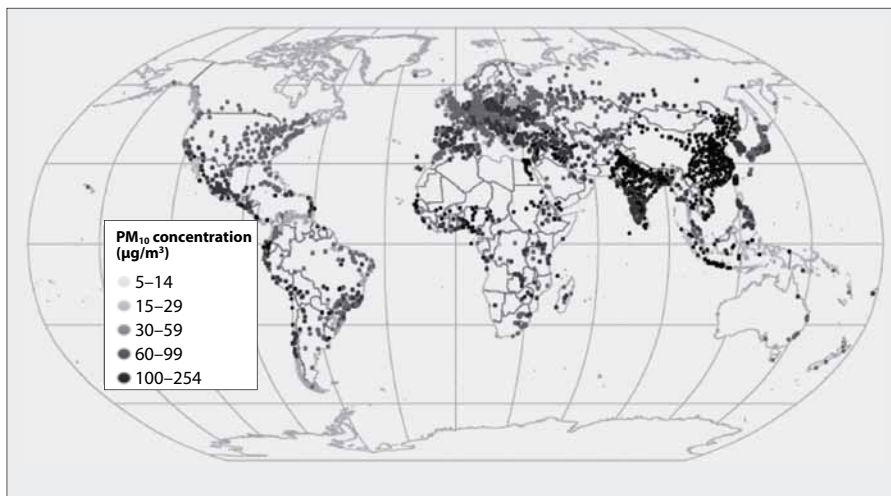 PM₁₀ concentration
(µg/m³)
5–14
15–29
30–59
60–99
100–254